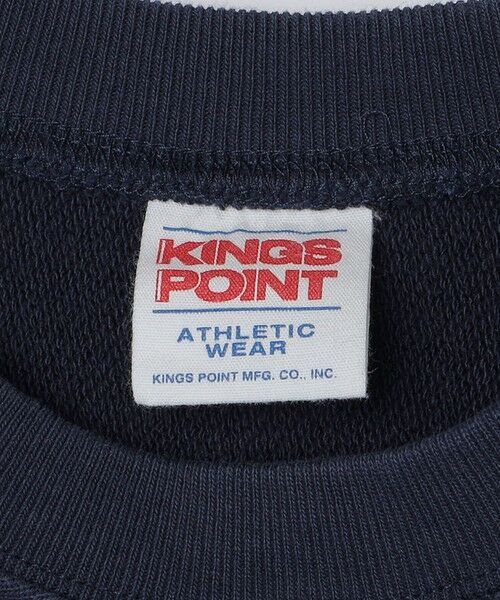 KINGS
POINT
ATHLETIC
WEAR
KINGS POINT MFG. CO., INC.